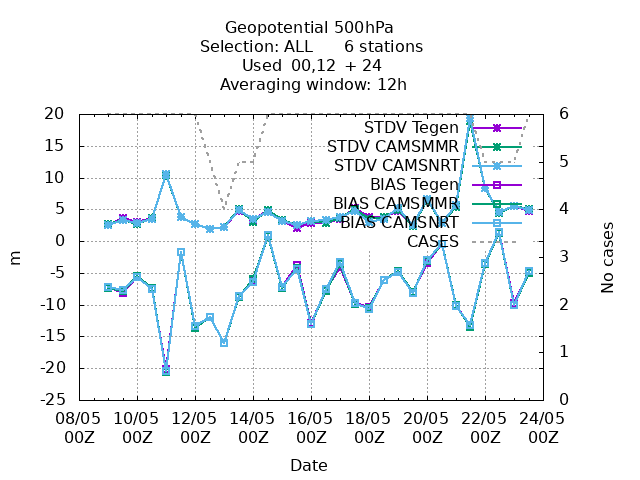 Geopotential 500hPa
Selection: ALL 6 stations
Used 00,12 + 24
Averaging window: 12h
STDV Tegen
STDV CAMSMMR
STDV CAMSNRT
BIAS Tegen
BIAS CAMSMMR
BIAS CAMSNRT
CASES
20
15
10
5
0
-5
-10
-15
-20
-25
m
6
5
4
3
2
1
0
No cases
08/05 10/05 12/05 14/05 16/05 18/05 20/05 22/05 24/05
00Z 00Z 00Z 00Z 00Z 00Z 00Z 00Z 00Z
Date